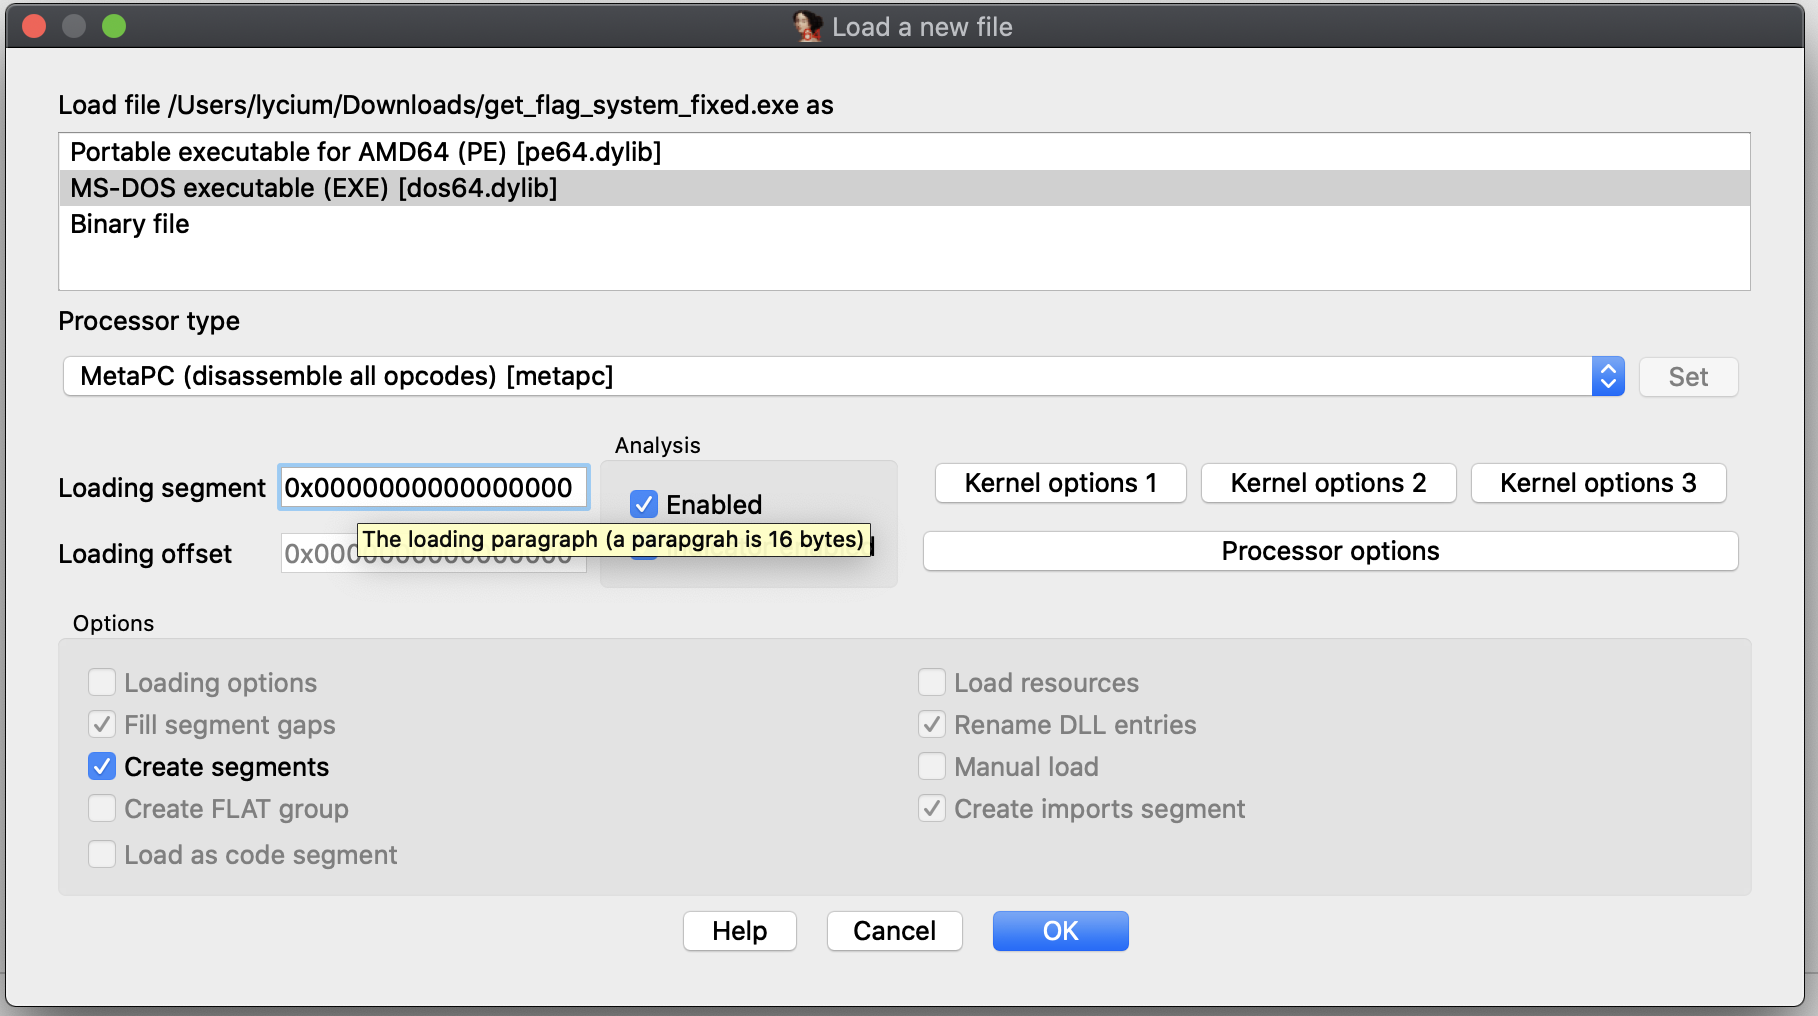 Load a new file
Load file /Users/lycium/Downloads/get_flag_system_fixed.exe as
Portable executable for AMD64 (PE) [pe64.dylib]
MS-DOS executable (EXE) [dos64.dylib]
Binary file
Processor type
MetaPC (disassemble all opcodes) [metapc]
Set
Analysis
Loading segment
0x0000000000000000
Enabled
Kernel options 1
Kernel options 2
Kernel options 3
The loading paragraph (a parapgrah is 16 bytes)
Loading offset
Processor options
Options
Loading options
Load resources
Fill segment gaps
Rename DLL entries
Create segments
Manual load
Create FLAT group
Create imports segment
Load as code segment
Help
Cancel
OK